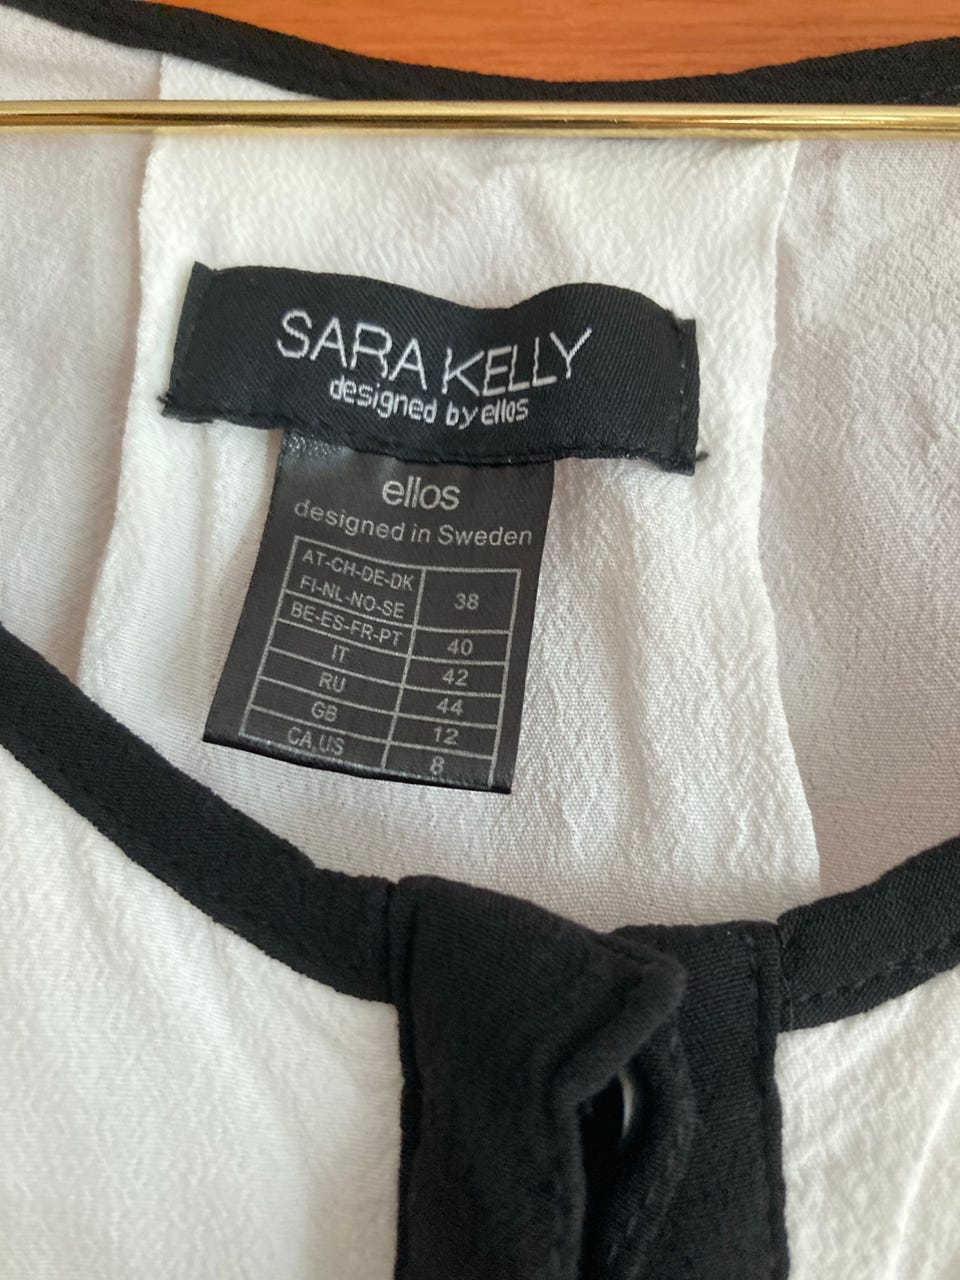 SARA KELLY
designed by ellos
ellos
designed in Sweden
AT-CH-DE-DK
FI-NL-NO-SE 38
BE-ES-FR-PT 40
IT 42
RU 44
GB 12
CA,US 8